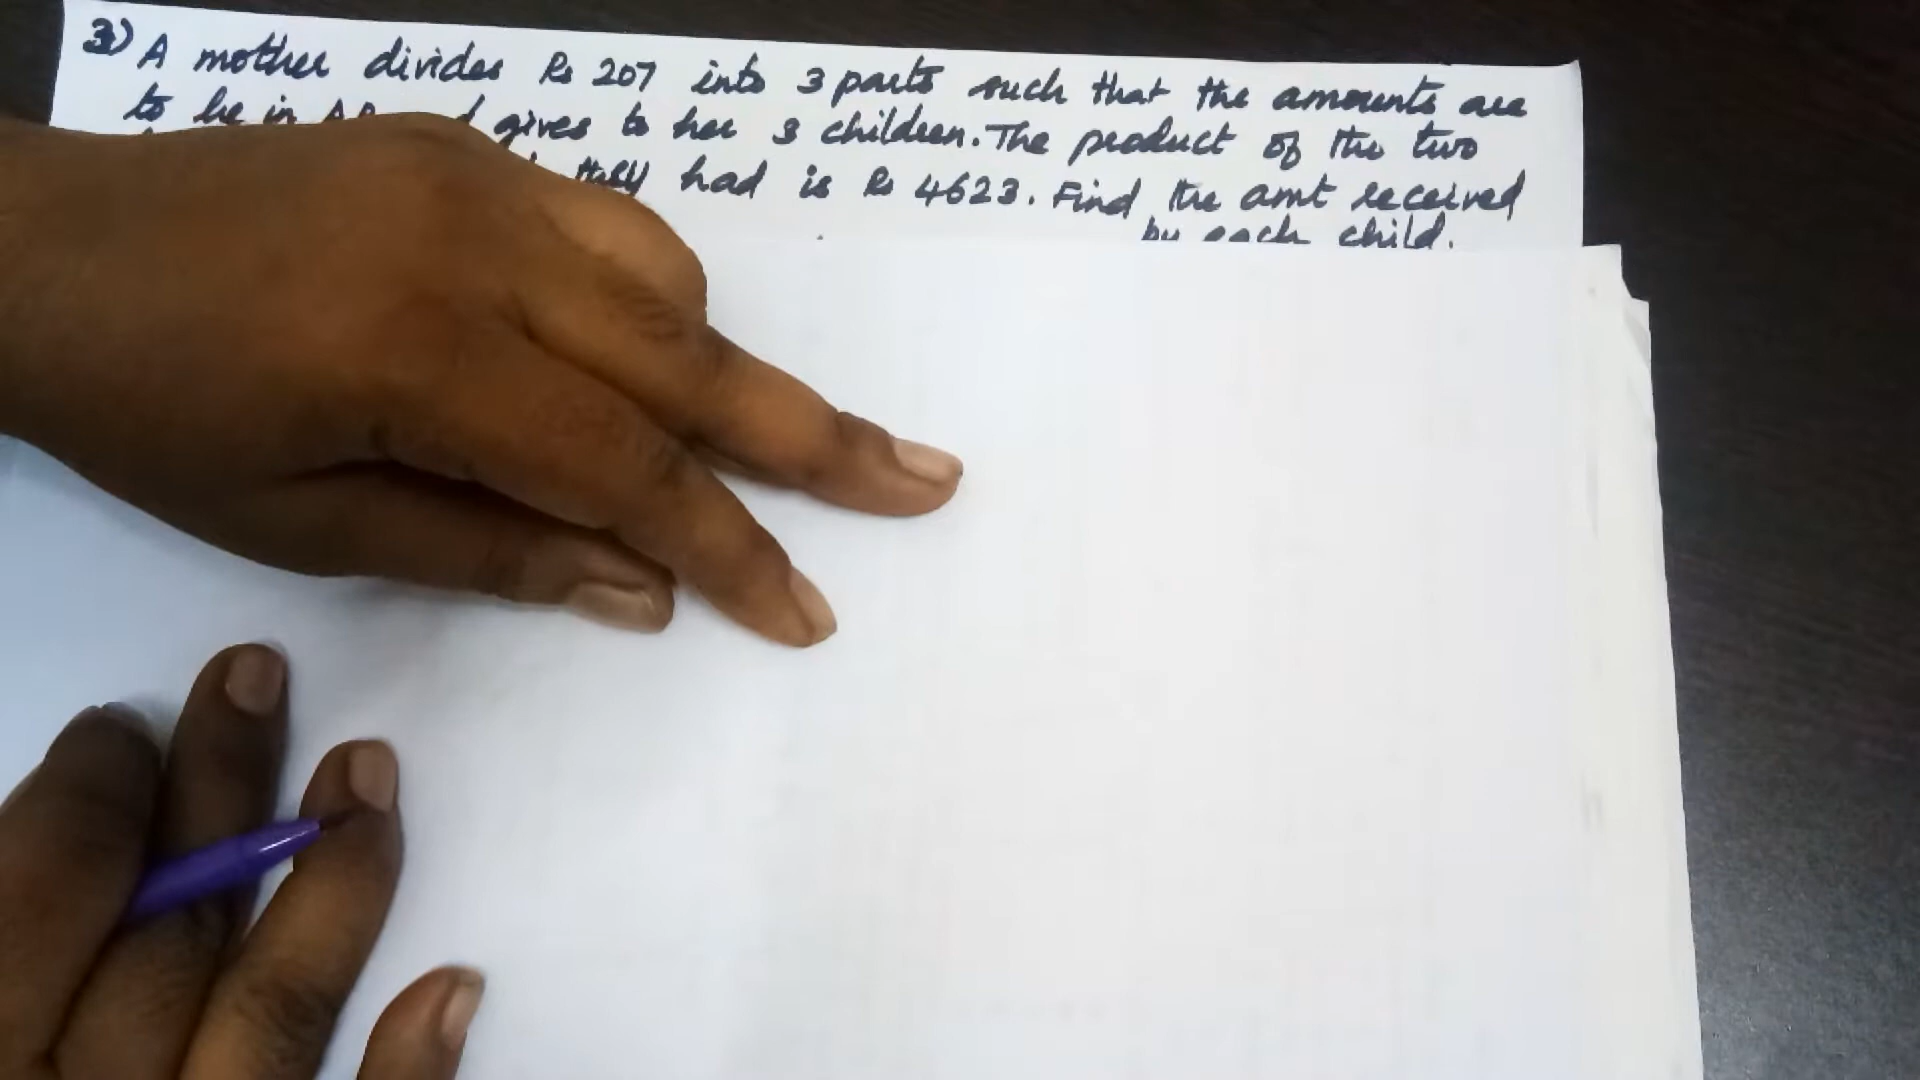 3) A mother divides Rs 207 into 3 parts such that the amounts are
to be in gives to her 3 children. The product of the two
they had is Rs 4623. Find the amt received
by each child.